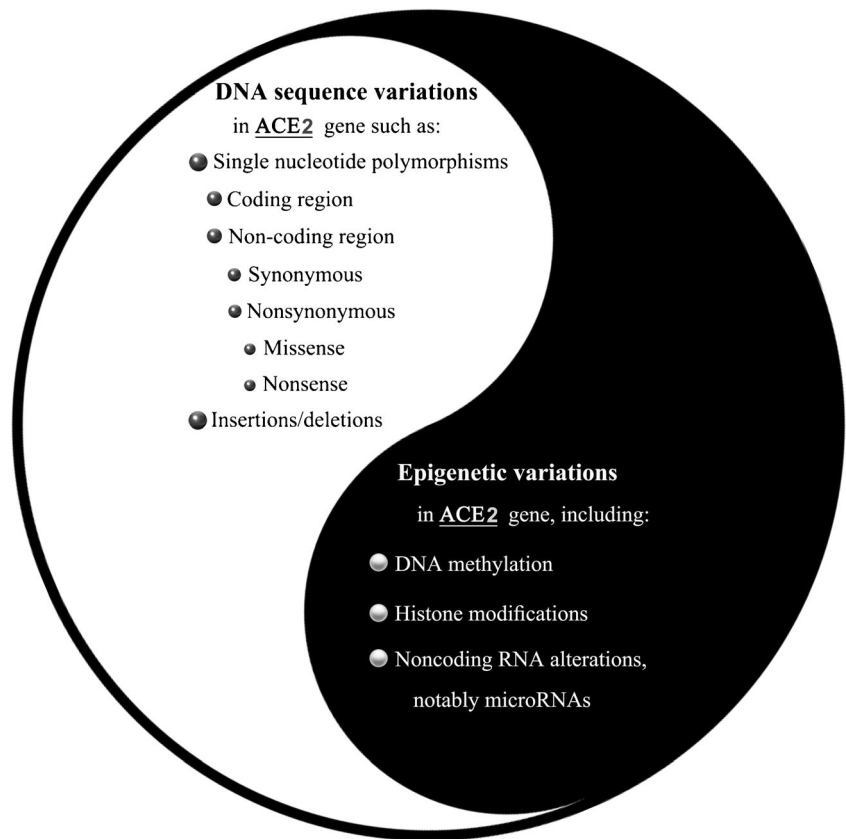 DNA sequence variations
in ACE2 gene such as:
Single nucleotide polymorphisms
Coding region
Non-coding region
Synonymous
Nonsynonymous
Missense
Nonsense
Insertions/deletions
Epigenetic variations
in ACE2 gene, including:
DNA methylation
Histone modifications
Noncoding RNA alterations,
notably microRNAs